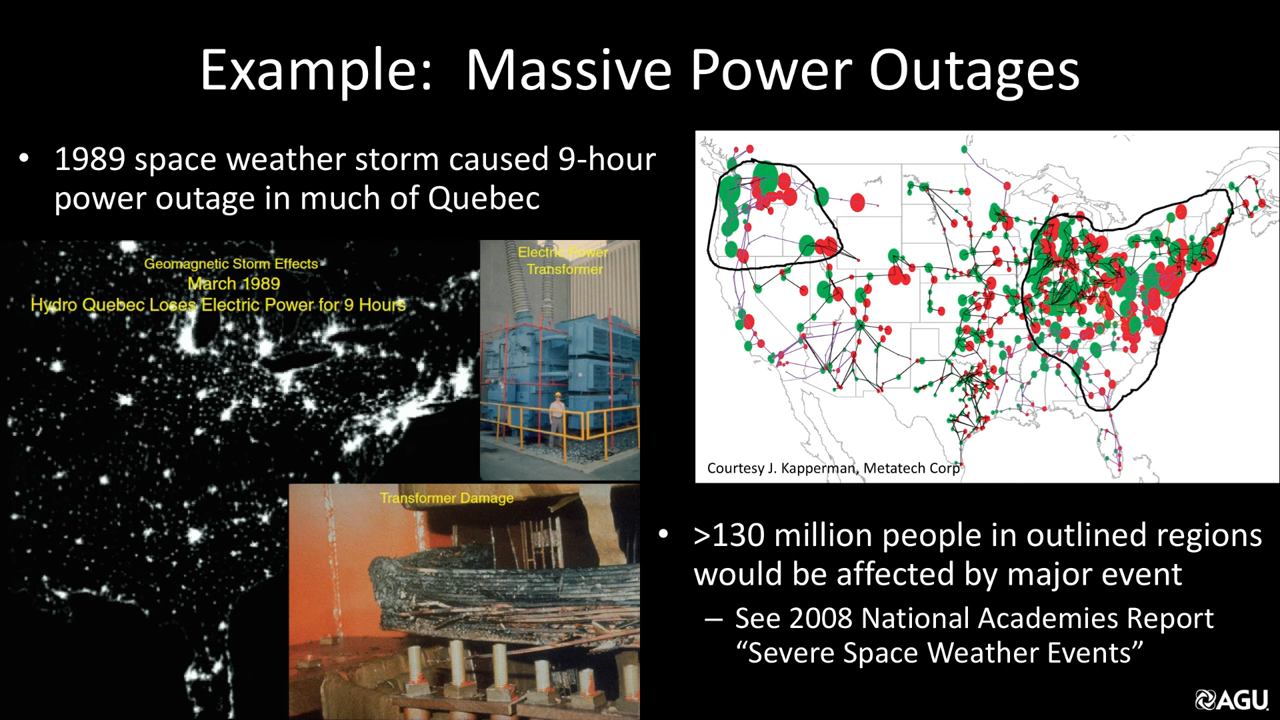 Example: Massive Power Outages
• 1989 space weather storm caused 9-hour
power outage in much of Quebec
Geomagnetic Storm Effects
March 1989
Hydro Quebec Loses Electric Power for 9 Hours
Electric Power
Transformer
Transformer Damage
Courtesy J. Kapperman, Metatech Corp
• >130 million people in outlined regions
would be affected by major event
– See 2008 National Academies Report
“Severe Space Weather Events”
AGU